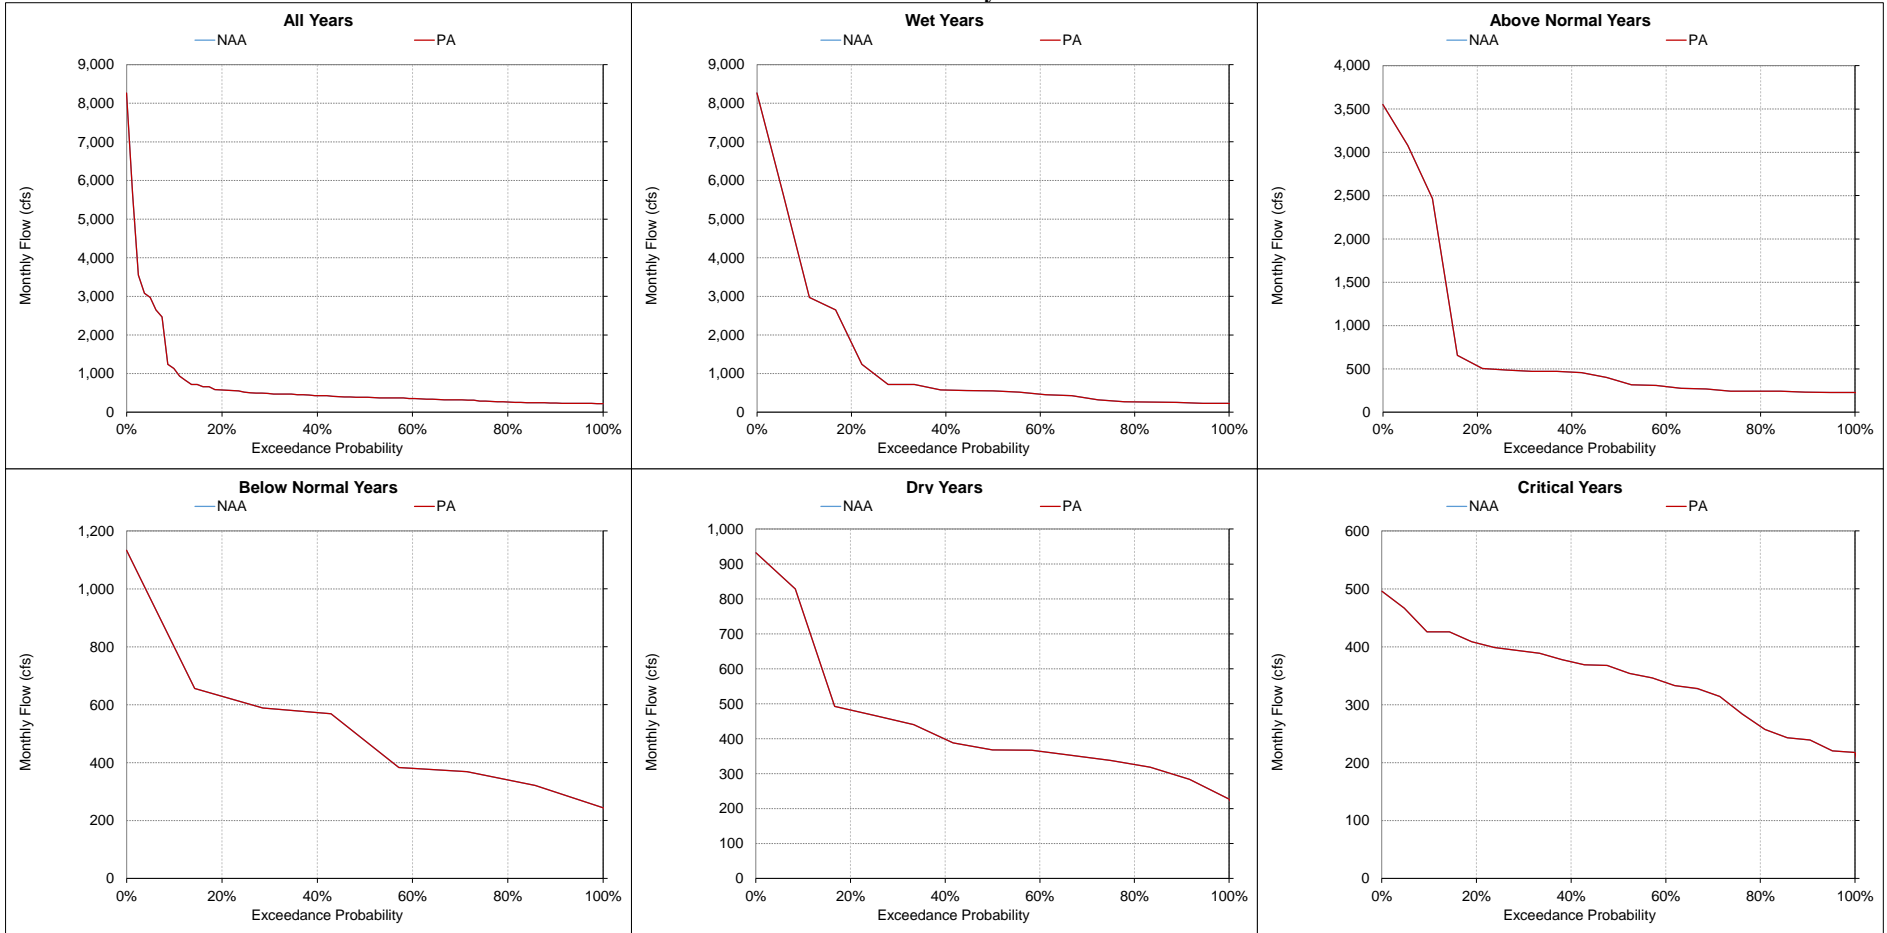 All Years
NAA PA
9,000
8,000
7,000
6,000
5,000
4,000
3,000
2,000
1,000
0
Monthly Flow (cfs)
0% 20% 40% 60% 80% 100%
Exceedance Probability
Wet Years
NAA PA
9,000
8,000
7,000
6,000
5,000
4,000
3,000
2,000
1,000
0
Monthly Flow (cfs)
0% 20% 40% 60% 80% 100%
Exceedance Probability
Above Normal Years
NAA PA
4,000
3,500
3,000
2,500
2,000
1,500
1,000
500
0
Monthly Flow (cfs)
0% 20% 40% 60% 80% 100%
Exceedance Probability
Below Normal Years
NAA PA
1,200
1,000
800
600
400
200
0
Monthly Flow (cfs)
0% 20% 40% 60% 80% 100%
Exceedance Probability
Dry Years
NAA PA
1,000
900
800
700
600
500
400
300
200
100
0
Monthly Flow (cfs)
0% 20% 40% 60% 80% 100%
Exceedance Probability
Critical Years
NAA PA
600
500
400
300
200
100
0
Monthly Flow (cfs)
0% 20% 40% 60% 80% 100%
Exceedance Probability